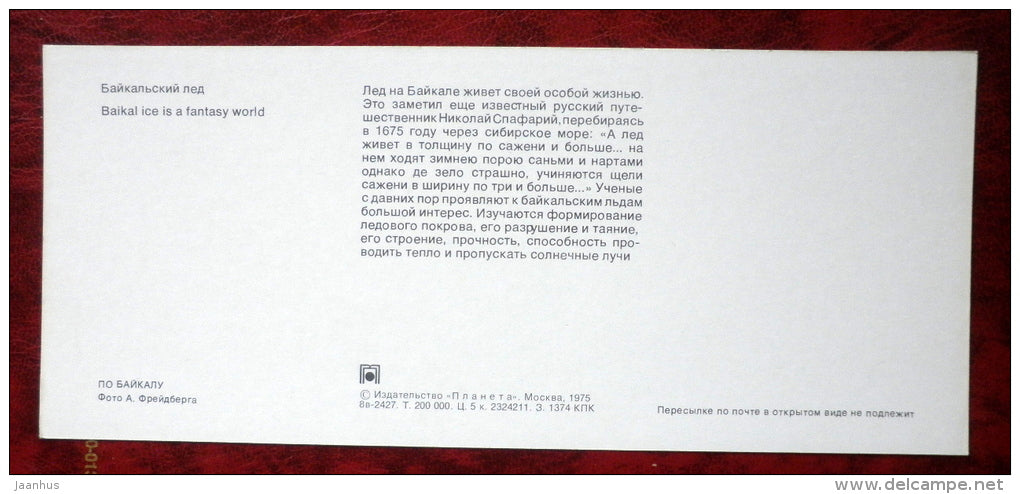 Байкальский лед
Baikal ice is a fantasy world
Лед на Байкале живет своей особой жизнью.
Это заметил еще известный русский путе-
шественник Николай Спафарий, перебираясь
в 1675 году через сибирское море: «А лед
живет в толщину по сажени и больше... на
нем ходят зимнею порою саньми и нартами
однако де зело страшно, учиняются щели
сажени в ширину по три и больше...» Ученые
с давних пор проявляют к байкальским льдам
большой интерес. Изучаются формирование
ледового покрова, его разрушение и таяние,
его строение, прочность, способность про-
водить тепло и пропускать солнечные лучи
ПО БАЙКАЛУ
Фото А. Фрейдберга
© Издательство «Планета». Москва, 1975
8в-2427. Т. 200 000. Ц. 5 к. 2324211. З. 1374 КПК
Пересылке по почте в открытом виде не подлежит
jaanhus
www.delcampe.net